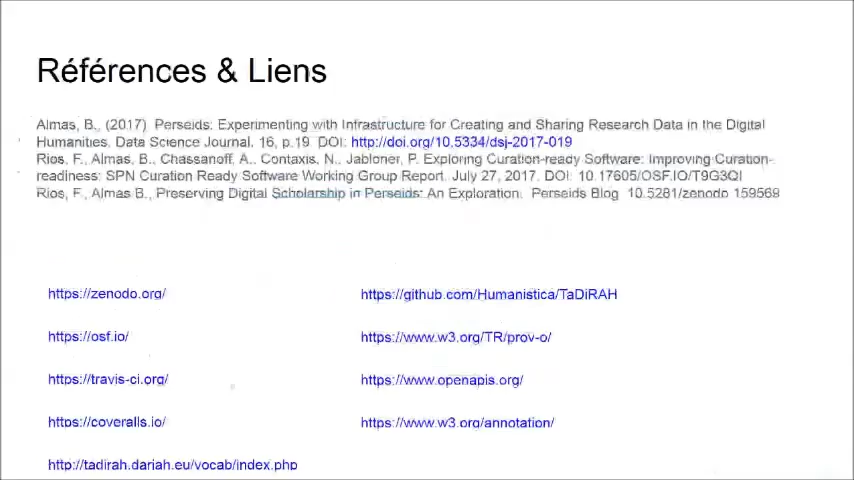 Références & Liens
Almas, B., (2017). Perseids: Experimenting with Infrastructure for Creating and Sharing Research Data in the Digital
Humanities. Data Science Journal. 16, p.19. DOI: http://doi.org/10.5334/dsj-2017-019
Rios, F., Almas, B., Chassanoff, A., Contaxis, N., Jabloner, P. Exploring Curation-ready Software: Improving Curation-
readiness: SPN Curation Ready Software Working Group Report. July 27, 2017. DOI: 10.17605/OSF.IO/T9G3QI
Rios, F., Almas B., Preserving Digital Scholarship in Perseids: An Exploration. Perseids Blog 10.5281/zenodo.159569
https://zenodo.org/
https://github.com/Humanistica/TaDiRAH
https://osf.io/
https://www.w3.org/TR/prov-o/
https://travis-ci.org/
https://www.openapis.org/
https://coveralls.io/
https://www.w3.org/annotation/
http://tadirah.dariah.eu/vocab/index.php